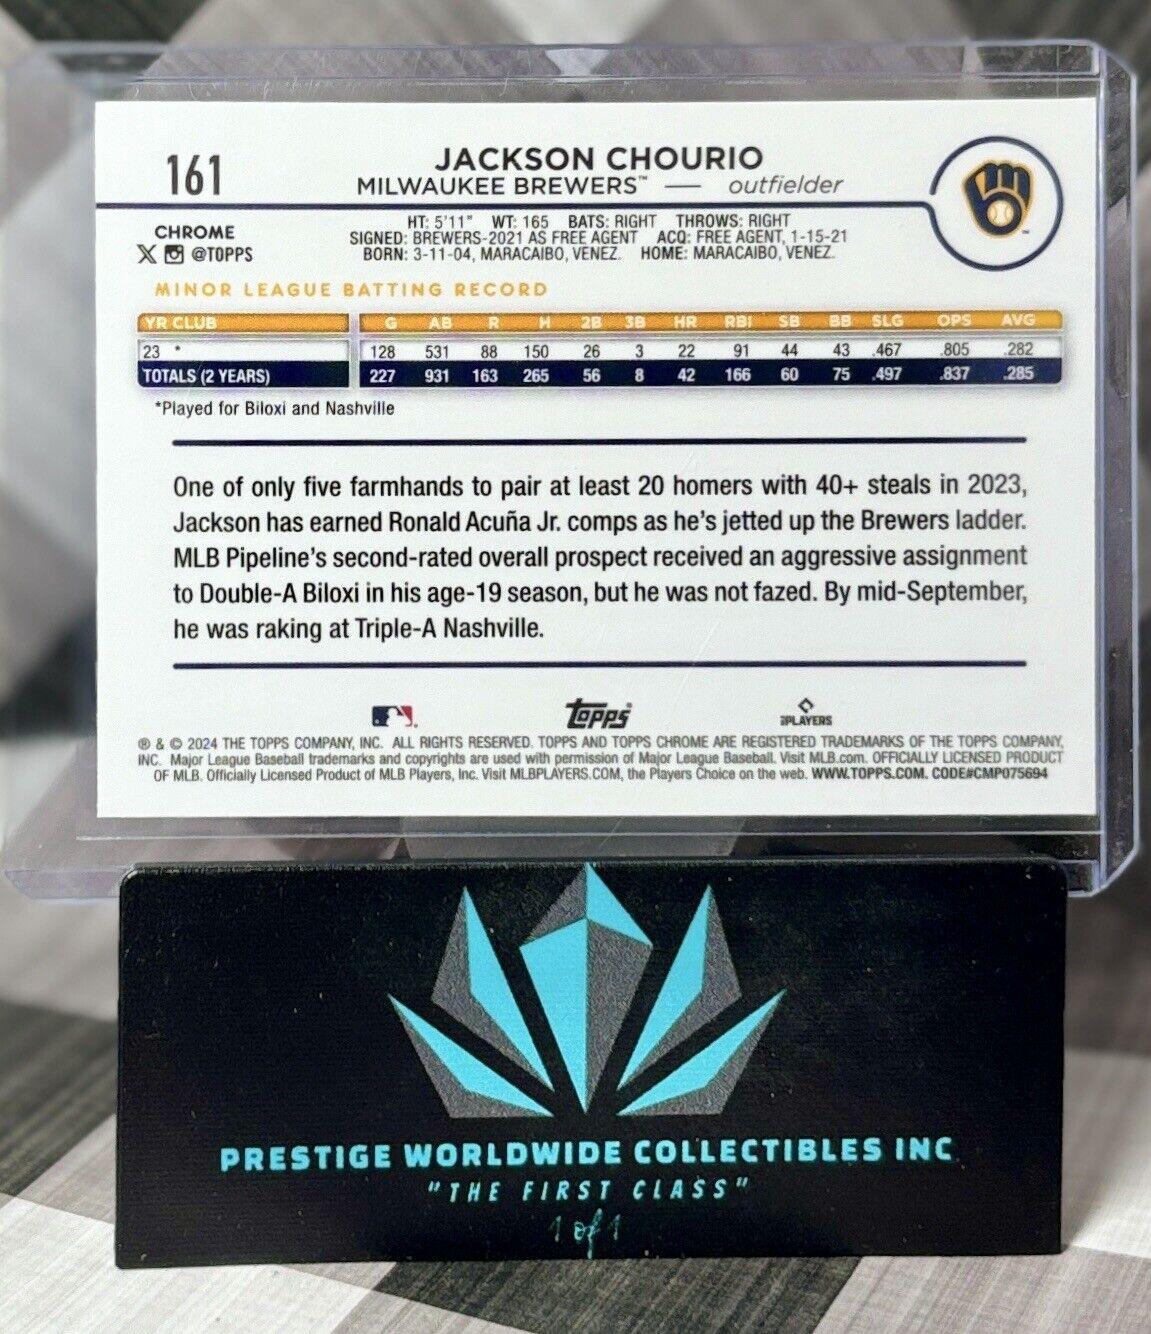 161
JACKSON CHOURIO
MILWAUKEE BREWERS™ — outfielder
CHROME
@TOPPS
HT: 5'11" WT: 165 BATS: RIGHT THROWS: RIGHT
SIGNED: BREWERS-2021 AS FREE AGENT ACQ: FREE AGENT, 1-15-21
BORN: 3-11-04, MARACAIBO, VENEZ. HOME: MARACAIBO, VENEZ.
MINOR LEAGUE BATTING RECORD
YR CLUB G AB R H 2B 3B HR RBI SB BB SLG OPS AVG
23 * 128 531 88 150 26 3 22 91 44 43 .467 .805 .282
TOTALS (2 YEARS) 227 931 163 265 56 8 42 166 60 75 .497 .837 .285
*Played for Biloxi and Nashville
One of only five farmhands to pair at least 20 homers with 40+ steals in 2023,
Jackson has earned Ronald Acuña Jr. comps as he's jetted up the Brewers ladder.
MLB Pipeline's second-rated overall prospect received an aggressive assignment
to Double-A Biloxi in his age-19 season, but he was not fazed. By mid-September,
he was raking at Triple-A Nashville.
Topps
PLAYERS
® & © 2024 THE TOPPS COMPANY, INC. ALL RIGHTS RESERVED. TOPPS AND TOPPS CHROME ARE REGISTERED TRADEMARKS OF THE TOPPS COMPANY,
INC. Major League Baseball trademarks and copyrights are used with permission of Major League Baseball. Visit MLB.com. OFFICIALLY LICENSED PRODUCT
OF MLB. Officially Licensed Product of MLB Players, Inc. Visit MLBPLAYERS.COM, the Players Choice on the web. WWW.TOPPS.COM. CODE#CMP075694
PRESTIGE WORLDWIDE COLLECTIBLES INC
"THE FIRST CLASS"
1 of 1